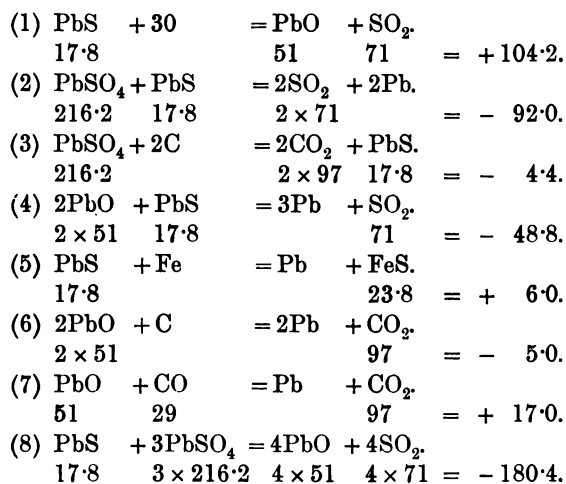 (1) PbS + 3O = PbO + SO₂.
17·8 51 71 = + 104·2.
(2) PbSO₄ + PbS = 2SO₂ + 2Pb.
216·2 17·8 2 × 71 = - 92·0.
(3) PbSO₄ + 2C = 2CO₂ + PbS.
216·2 2 × 97 17·8 = - 4·4.
(4) 2PbO + PbS = 3Pb + SO₂.
2 × 51 17·8 71 = - 48·8.
(5) PbS + Fe = Pb + FeS.
17·8 23·8 = + 6·0.
(6) 2PbO + C = 2Pb + CO₂.
2 × 51 97 = - 5·0.
(7) PbO + CO = Pb + CO₂.
51 29 97 = + 17·0.
(8) PbS + 3PbSO₄ = 4PbO + 4SO₂.
17·8 3 × 216·2 4 × 51 4 × 71 = - 180·4.